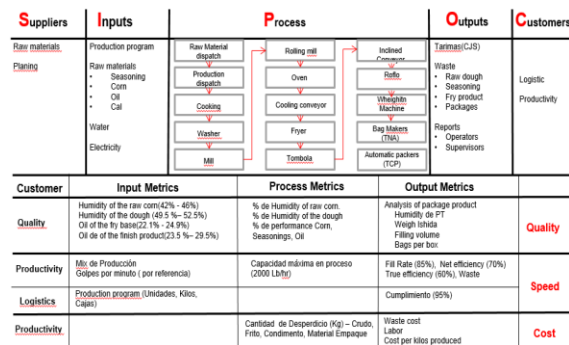 Suppliers
Inputs
Process
Outputs
Customers
Raw materials
Planing
Production program
Raw materials
• Seasoning
• Corn
• Oil
• Cal
Water
Electricity
Raw Material dispatch
Production dispatch
Cooking
Washer
Mill
Rolling mill
Oven
Cooling conveyor
Fryer
Tombola
Inclined Conveyor
Roflo
Wheightn Machine
Bag Makers (TNA)
Automatic packers (TCP)
Tarimas(CJS)
Waste
• Raw dough
• Seasoning
• Fry product
• Packages
Reports
• Operators
• Supervisors
Logistic
Productivity
Customer
Input Metrics
Process Metrics
Output Metrics
Quality
Humidity of the raw corn(42% - 46%)
Humidity of the dough (49.5 %– 52.5%)
Oil of the fry base(22.1% - 24.9%)
Oil de of the finish product(23.5 %– 29.5%)
% de Humidity of raw corn.
% de Humidity of the dough
% de performance Corn,
Seasonings, Oil
Analysis of package product
Humidity de PT
Weigh Ishida
Filling volume
Bags per box
Quality
Productivity
Mix de Producción
Golpes por minuto ( por referencia)
Capacidad máxima en proceso
(2000 Lb/hr)
Fill Rate (85%), Net efficiency (70%)
True efficiency (60%), Waste
Speed
Logistics
Production program (Unidades, Kilos,
Cajas)
Cumplimiento (95%)
Productivity
Cantidad de Desperdicio (Kg) – Crudo,
Frito, Condimento, Material Empaque
Waste cost
Labor
Cost per kilos produced
Cost